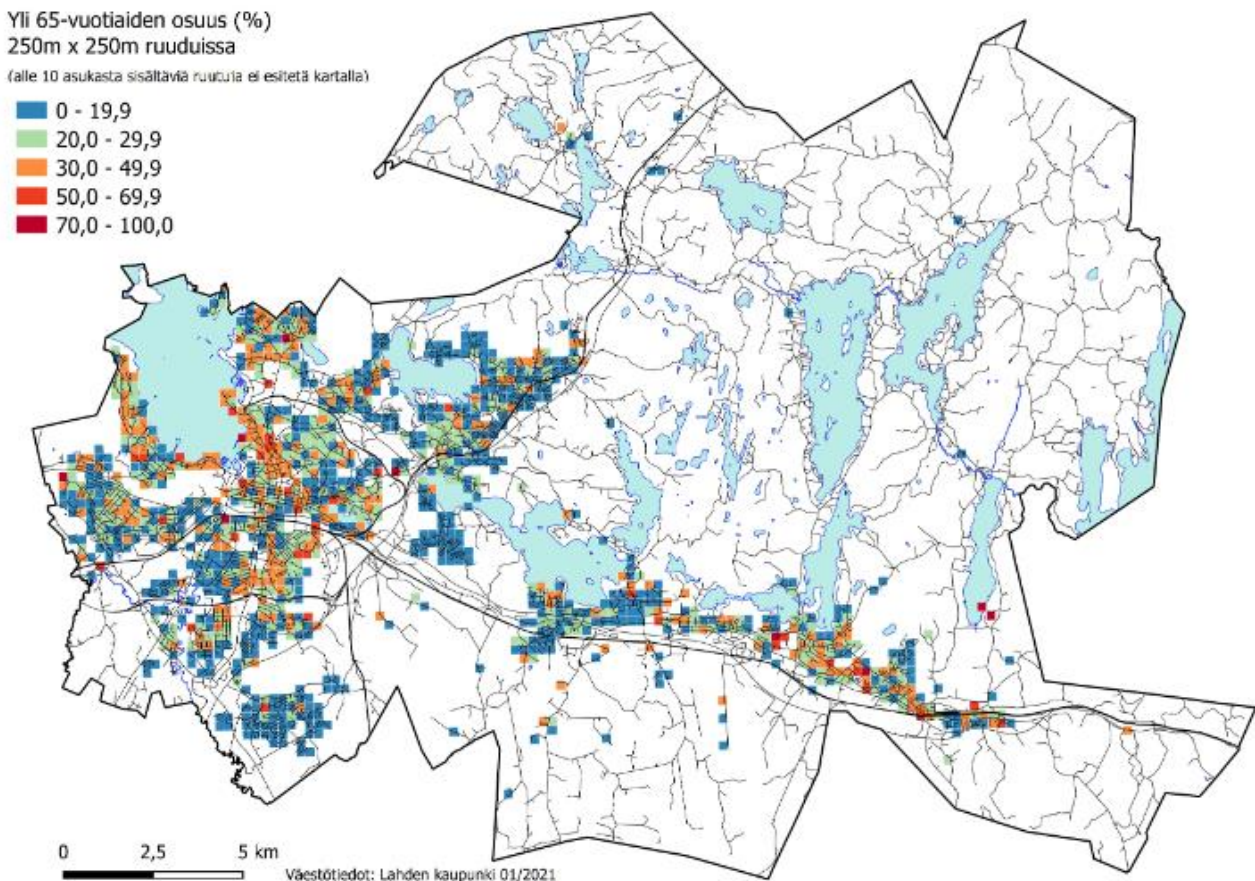 Yli 65-vuotiaiden osuus (%)
250m x 250m ruuduissa
(alle 10 asukasta sisältäviä ruutuja ei esitetä kartalla)
0 - 19,9
20,0 - 29,9
30,0 - 49,9
50,0 - 69,9
70,0 - 100,0
0 2,5 5 km
Väestötiedot: Lahden kaupunki 01/2021